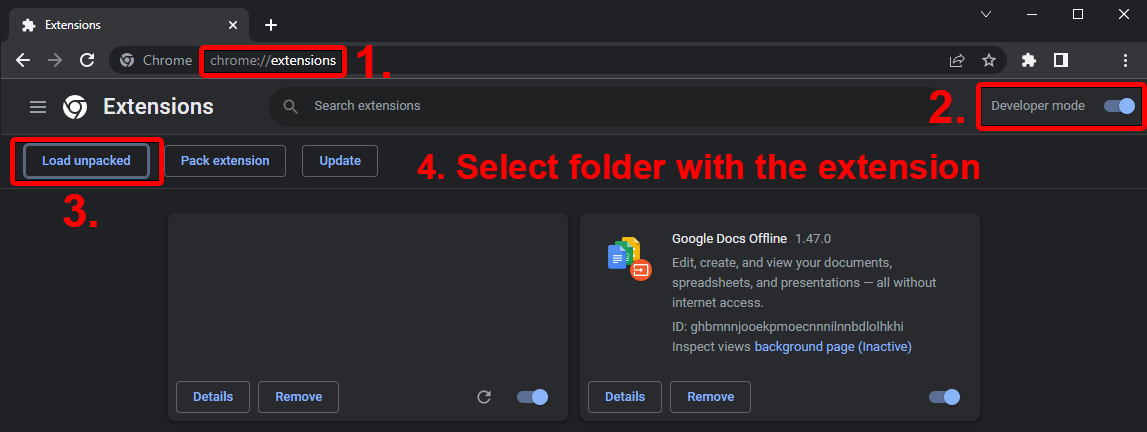 Extensions
Chrome chrome://extensions 1.
Extensions Search extensions 2. Developer mode
Load unpacked Pack extension Update 4. Select folder with the extension
3.
Google Docs Offline 1.47.0
Edit, create, and view your documents,
spreadsheets, and presentations — all without
internet access.
ID: ghbmnnjooekpmoecnnnilnnbdlolhkhi
Inspect views background page (Inactive)
Details Remove Details Remove